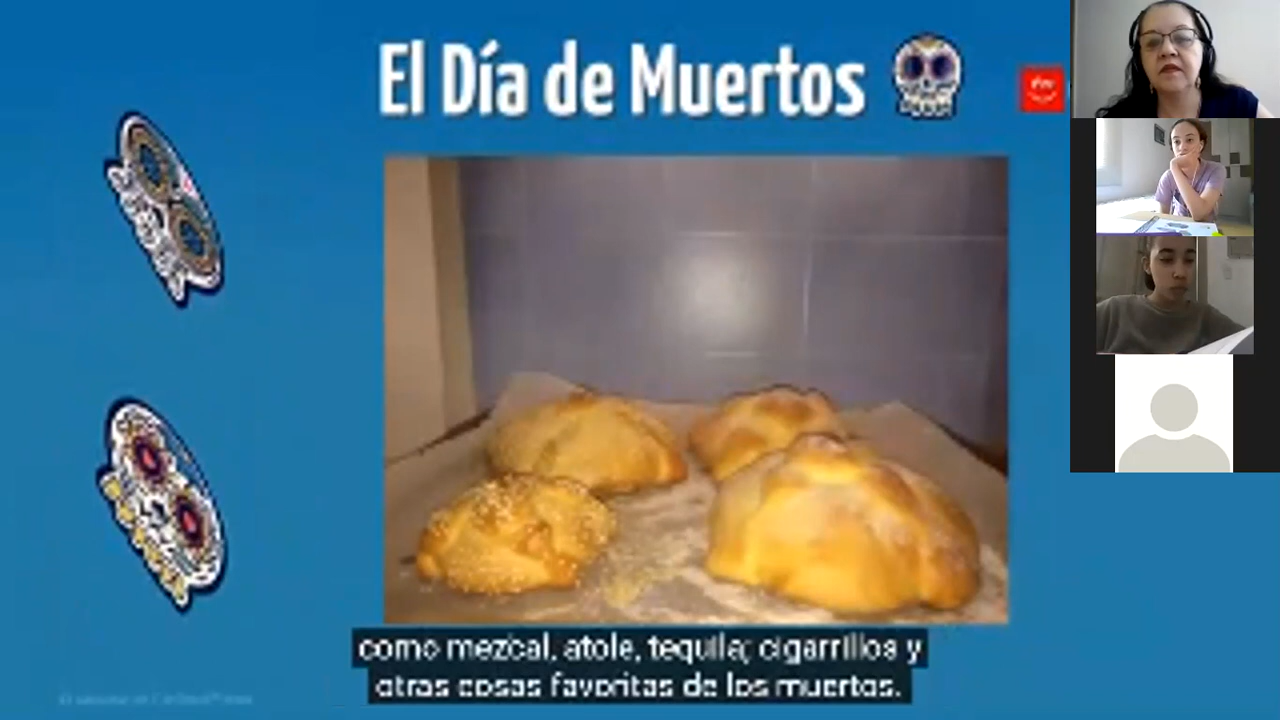 El Día de Muertos
como mezcal, atole, tequila; cigarrillos y
otras cosas favoritas de los muertos.